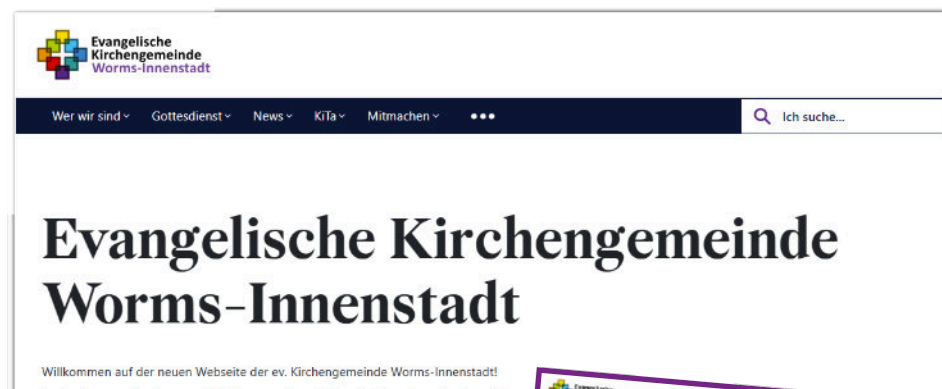 Evangelische
Kirchengemeinde
Worms-Innenstadt
Wer wir sind
Gottesdienst
News
KiTa
Mitmachen
Ich suche...
Evangelische Kirchengemeinde
Worms-Innenstadt
Willkommen auf der neuen Webseite der ev. Kirchengemeinde Worms-Innenstadt!